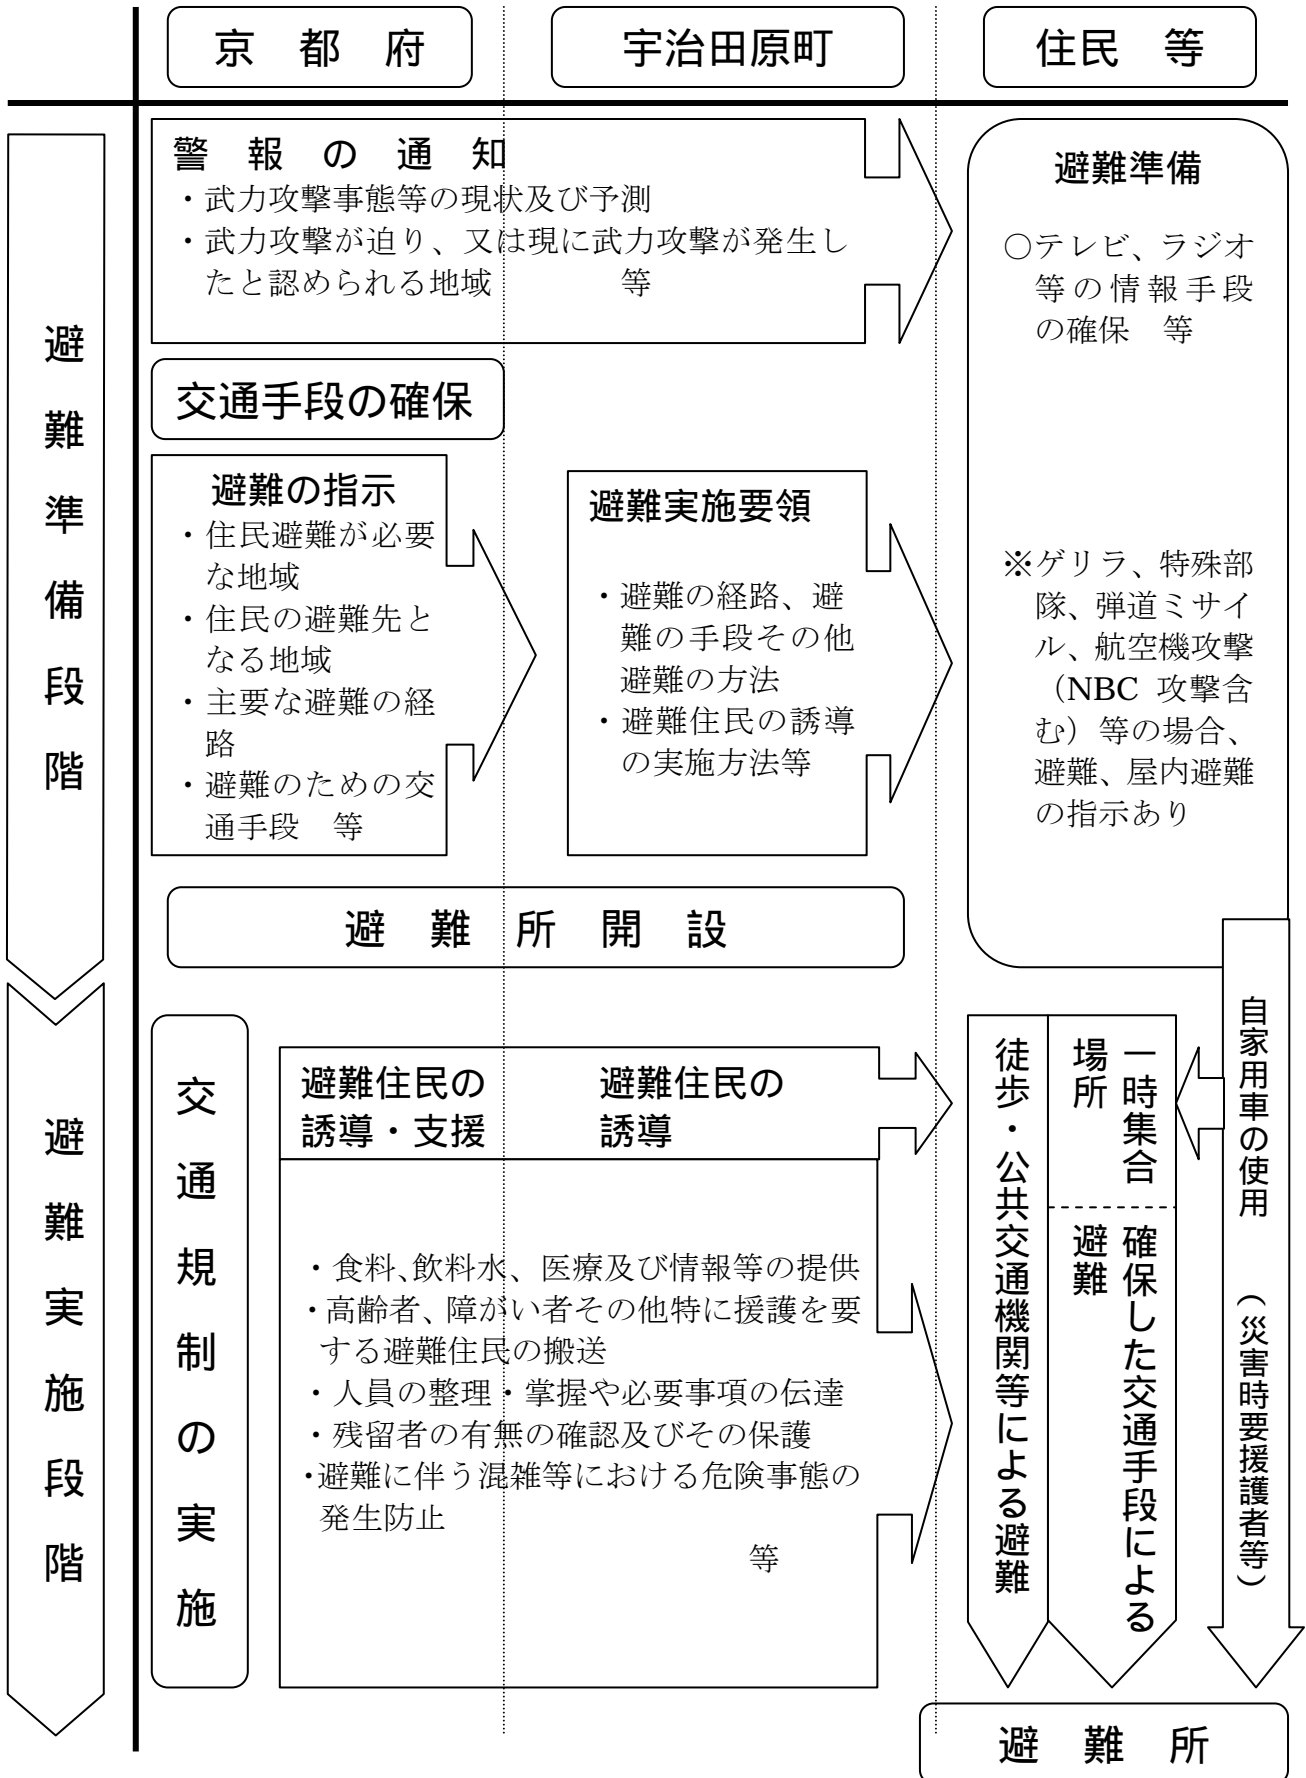 京　都　府
宇治田原町
住民　等
避難準備段階
警　報　の　通　知
・武力攻撃事態等の現状及び予測
・武力攻撃が迫り、又は現に武力攻撃が発生し
たと認められる地域　　　　等
交通手段の確保
避難の指示
・住民避難が必要
な地域
・住民の避難先と
なる地域
・主要な避難の経
路
・避難のための交
通手段　等
避難実施要領
・避難の経路、避
難の手段その他
避難の方法
・避難住民の誘導
の実施方法等
避難準備
○テレビ、ラジオ
等の情報手段
の確保　等
※ゲリラ、特殊部
隊、弾道ミサイ
ル、航空機攻撃
（NBC 攻撃含
む）等の場合、
避難、屋内避難
の指示あり
避　難　所　開　設
避難実施段階
交通規制の実施
避難住民の
誘導・支援
避難住民の
誘導
・食料、飲料水、医療及び情報等の提供
・高齢者、障がい者その他特に援護を要
する避難住民の搬送
・人員の整理・掌握や必要事項の伝達
・残留者の有無の確認及びその保護
・避難に伴う混雑等における危険事態の
発生防止
等
徒歩・公共交通機関等による避難
一時集合
場所
確保した交通手段による
避難
自家用車の使用　（災害時要援護者等）
避　難　所